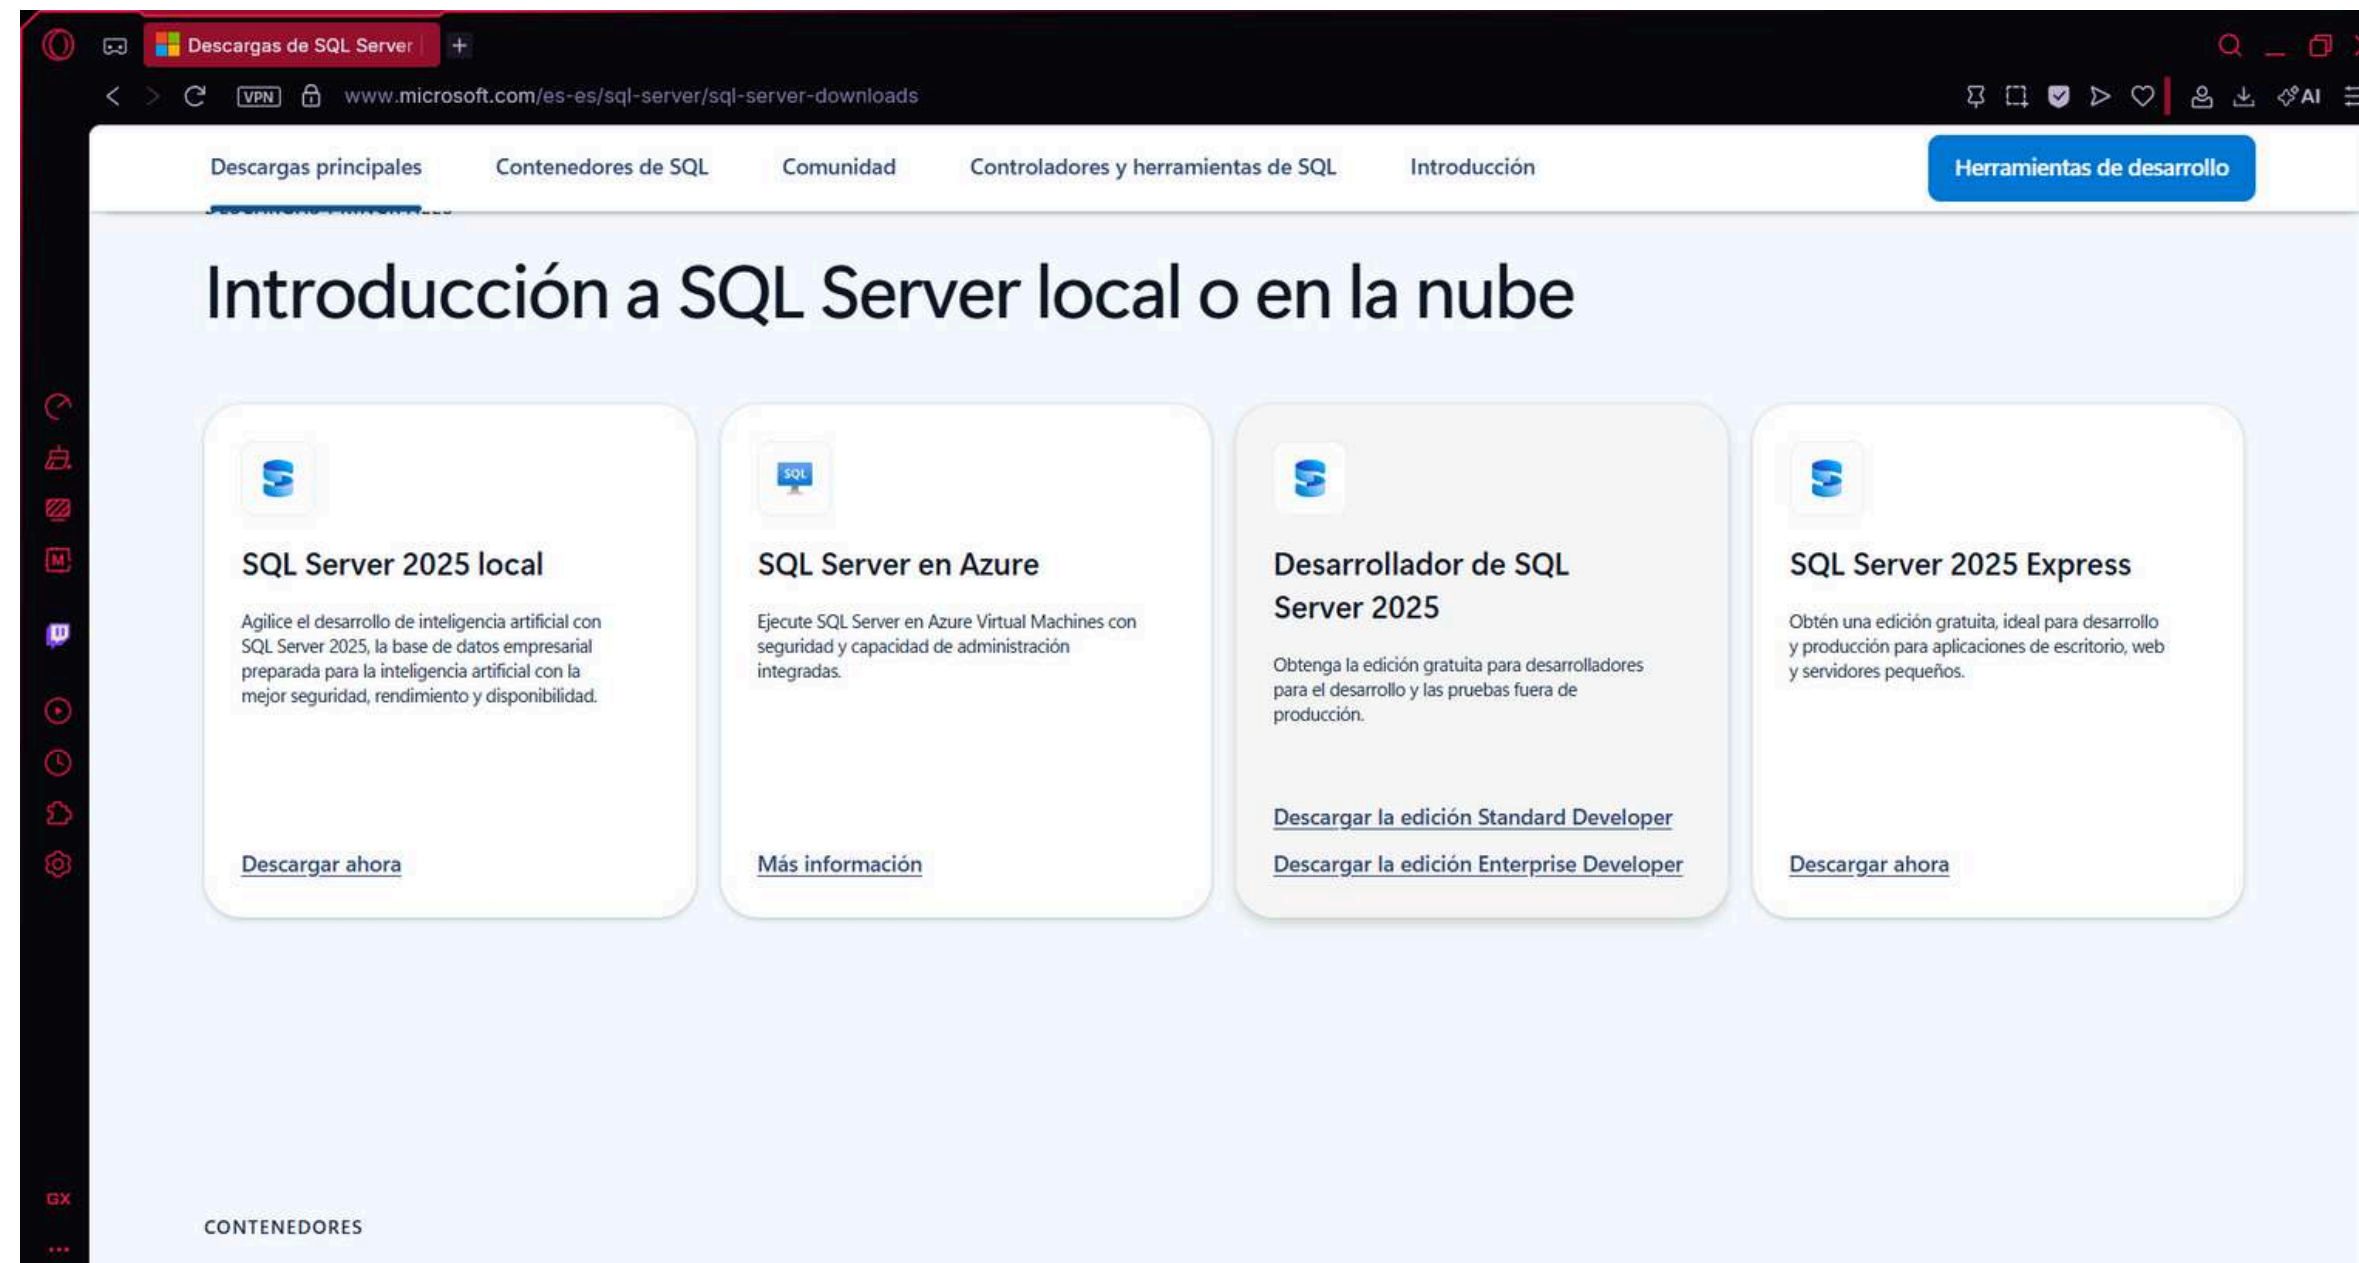 Descargas de SQL Server
VPN
www.microsoft.com/es-es/sql-server/sql-server-downloads
AI
Descargas principales
Contenedores de SQL
Comunidad
Controladores y herramientas de SQL
Introducción
Herramientas de desarrollo
DESCARGAS PRINCIPALES
Introducción a SQL Server local o en la nube
SQL Server 2025 local
Agilice el desarrollo de inteligencia artificial con
SQL Server 2025, la base de datos empresarial
preparada para la inteligencia artificial con la
mejor seguridad, rendimiento y disponibilidad.
Descargar ahora
SQL
SQL Server en Azure
Ejecute SQL Server en Azure Virtual Machines con
seguridad y capacidad de administración
integradas.
Más información
Desarrollador de SQL
Server 2025
Obtenga la edición gratuita para desarrolladores
para el desarrollo y las pruebas fuera de
producción.
Descargar la edición Standard Developer
Descargar la edición Enterprise Developer
SQL Server 2025 Express
Obtén una edición gratuita, ideal para desarrollo
y producción para aplicaciones de escritorio, web
y servidores pequeños.
Descargar ahora
M
GX
CONTENEDORES